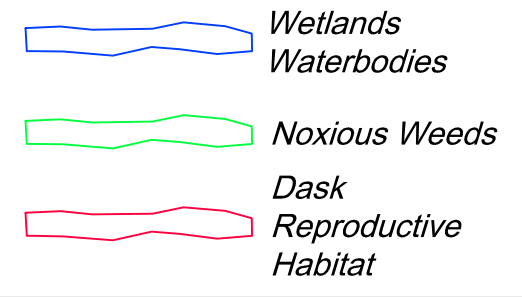 Wetlands
Waterbodies
Noxious Weeds
Dask
Reproductive
Habitat